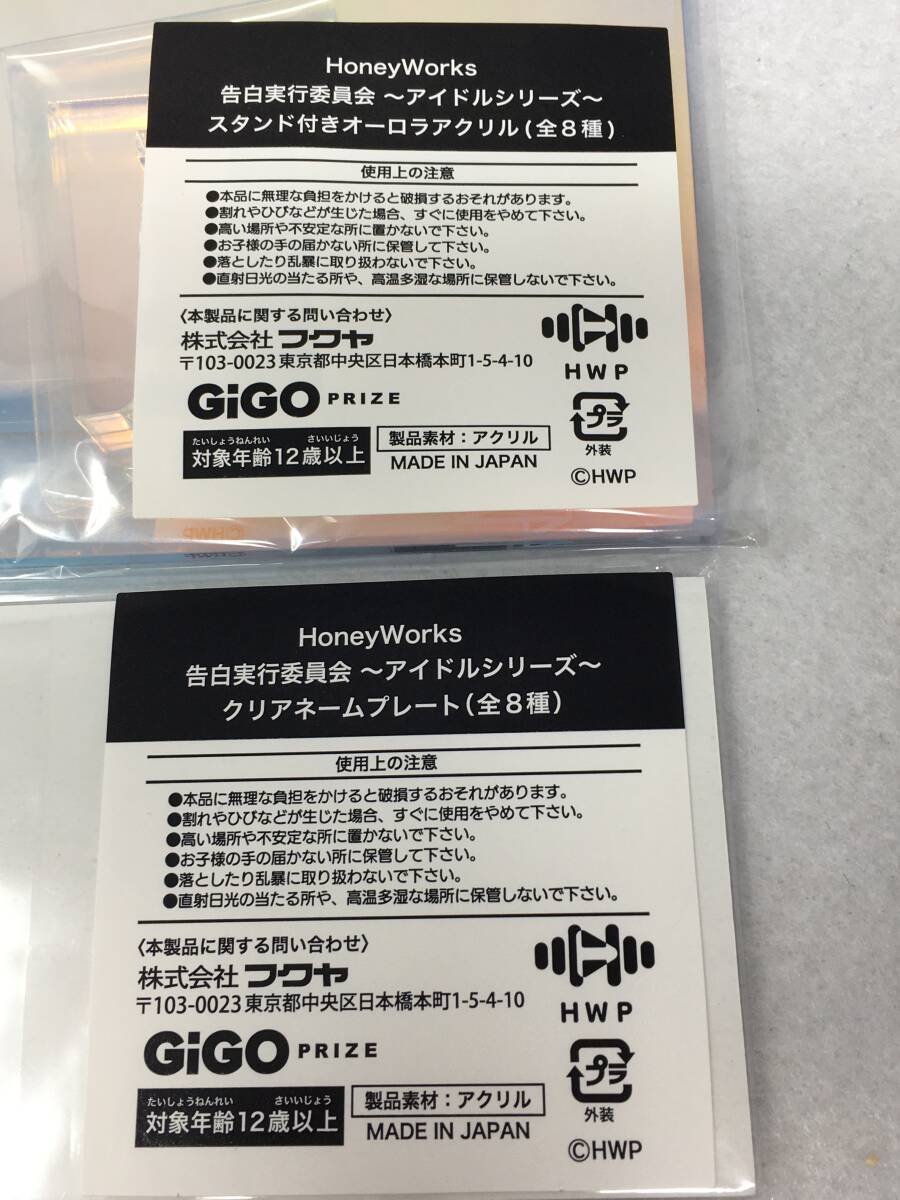 HoneyWorks
告白実行委員会 ～アイドルシリーズ～
スタンド付きオーロラアクリル(全8種)
使用上の注意
●本品に無理な負担をかけると破損するおそれがあります。
●割れやひびなどが生じた場合、すぐに使用をやめて下さい。
●高い場所や不安定な所に置かないで下さい。
●お子様の手の届かない所に保管して下さい。
●落としたり乱暴に取り扱わないで下さい。
●直射日光の当たる所や、高温多湿な場所に保管しないで下さい。
〈本製品に関する問い合わせ〉
株式会社 フクヤ
〒103-0023 東京都中央区日本橋本町1-5-4-10
HWP
GiGO PRIZE
プラ
外装
たいしょうねんれい さいいじょう
対象年齢12歳以上
製品素材：アクリル
MADE IN JAPAN
©HWP
©HWP
HoneyWorks
告白実行委員会 ～アイドルシリーズ～
クリアネームプレート(全8種)
使用上の注意
●本品に無理な負担をかけると破損するおそれがあります。
●割れやひびなどが生じた場合、すぐに使用をやめて下さい。
●高い場所や不安定な所に置かないで下さい。
●お子様の手の届かない所に保管して下さい。
●落としたり乱暴に取り扱わないで下さい。
●直射日光の当たる所や、高温多湿な場所に保管しないで下さい。
〈本製品に関する問い合わせ〉
株式会社 フクヤ
〒103-0023 東京都中央区日本橋本町1-5-4-10
HWP
GiGO PRIZE
プラ
外装
たいしょうねんれい さいいじょう
対象年齢12歳以上
製品素材：アクリル
MADE IN JAPAN
©HWP